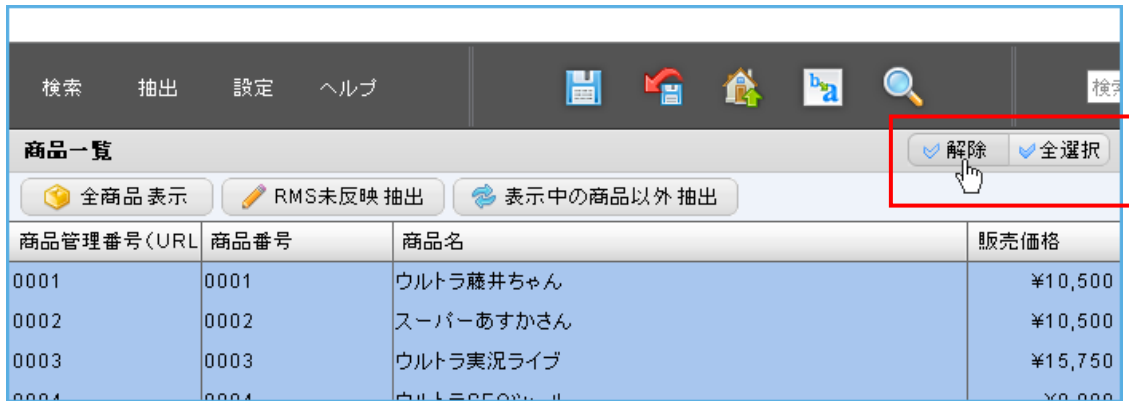 検索 抽出 設定 ヘルプ
商品一覧 解除 全選択
全商品 表示 RMS未反映 抽出 表示中の商品以外 抽出
商品管理番号(URL 商品番号 商品名 販売価格
0001 0001 ウルトラ藤井ちゃん ¥10,500
0002 0002 スーパーあすかさん ¥10,500
0003 0003 ウルトラ実況ライブ ¥15,750
0004 0004